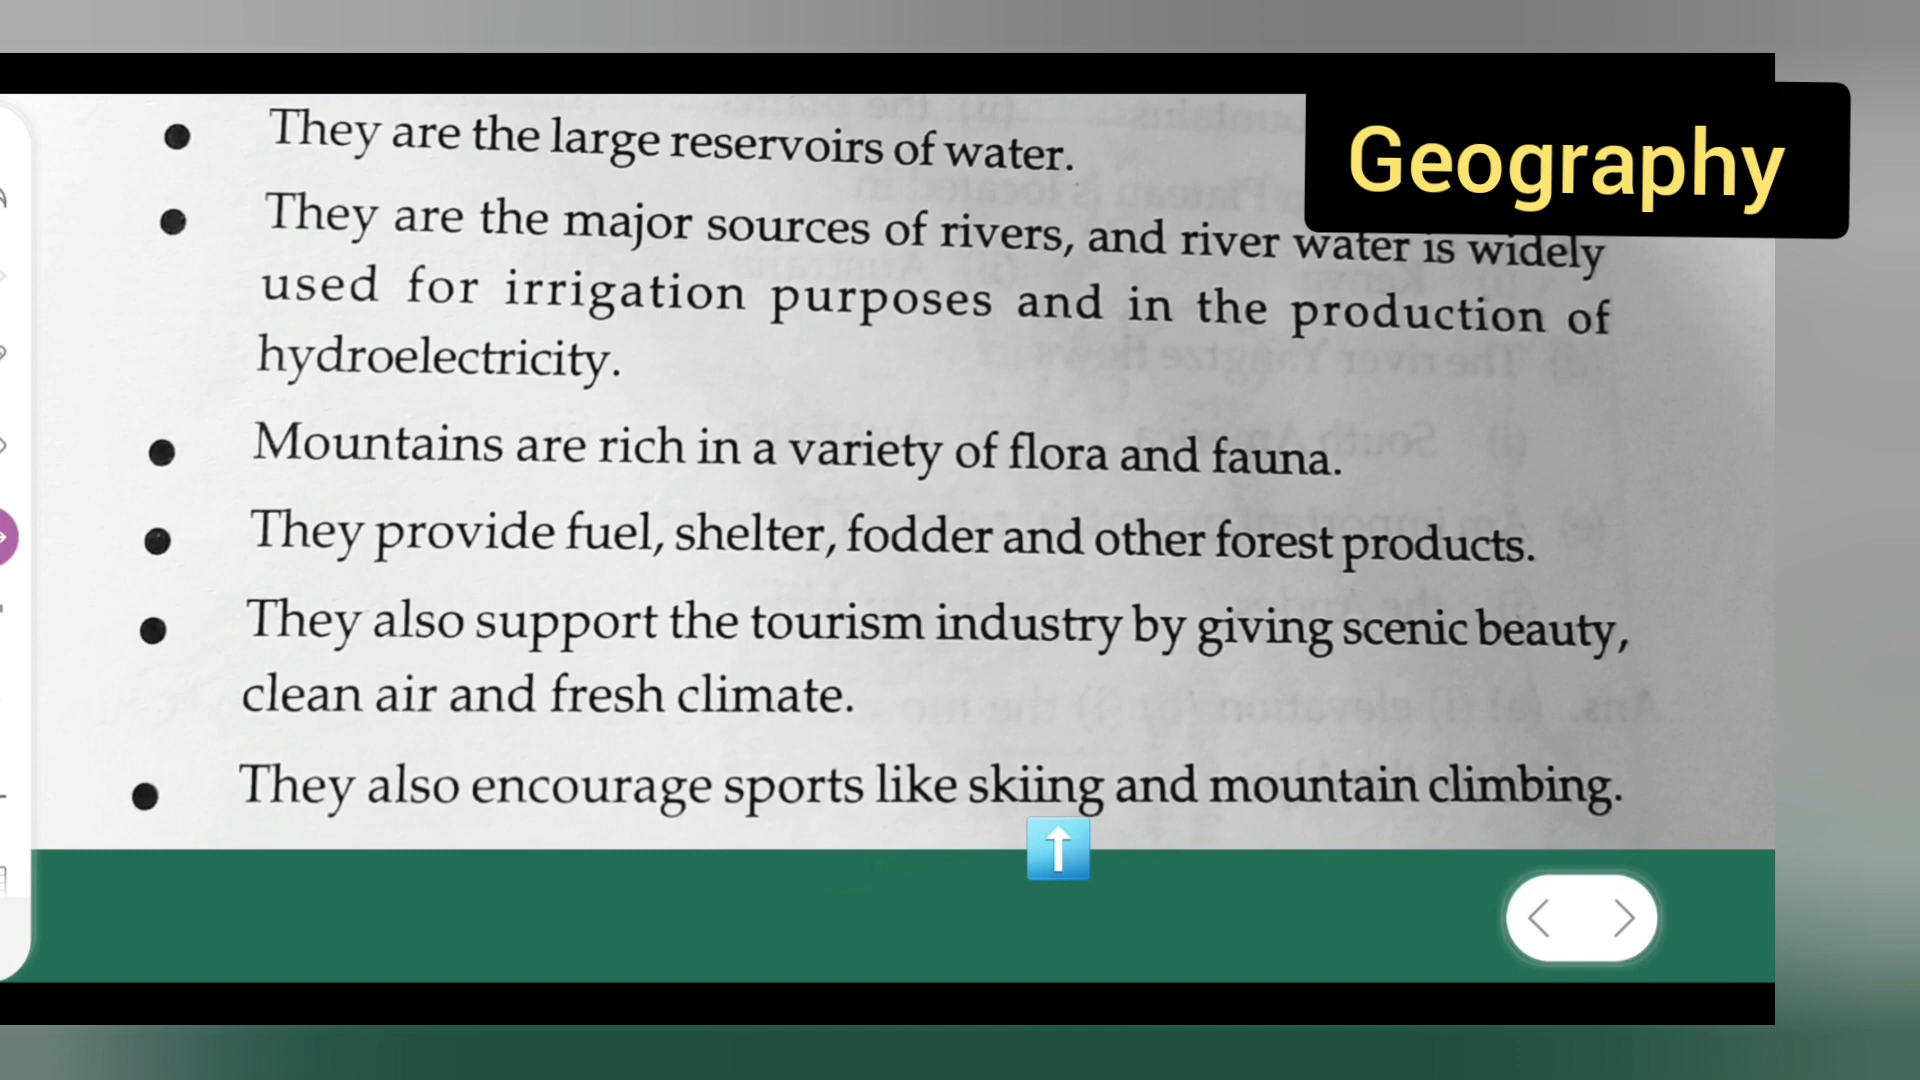 Geography
They are the large reservoirs of water.
They are the major sources of rivers, and river water is widely
used for irrigation purposes and in the production of
hydroelectricity.
Mountains are rich in a variety of flora and fauna.
They provide fuel, shelter, fodder and other forest products.
They also support the tourism industry by giving scenic beauty,
clean air and fresh climate.
They also encourage sports like skiing and mountain climbing.